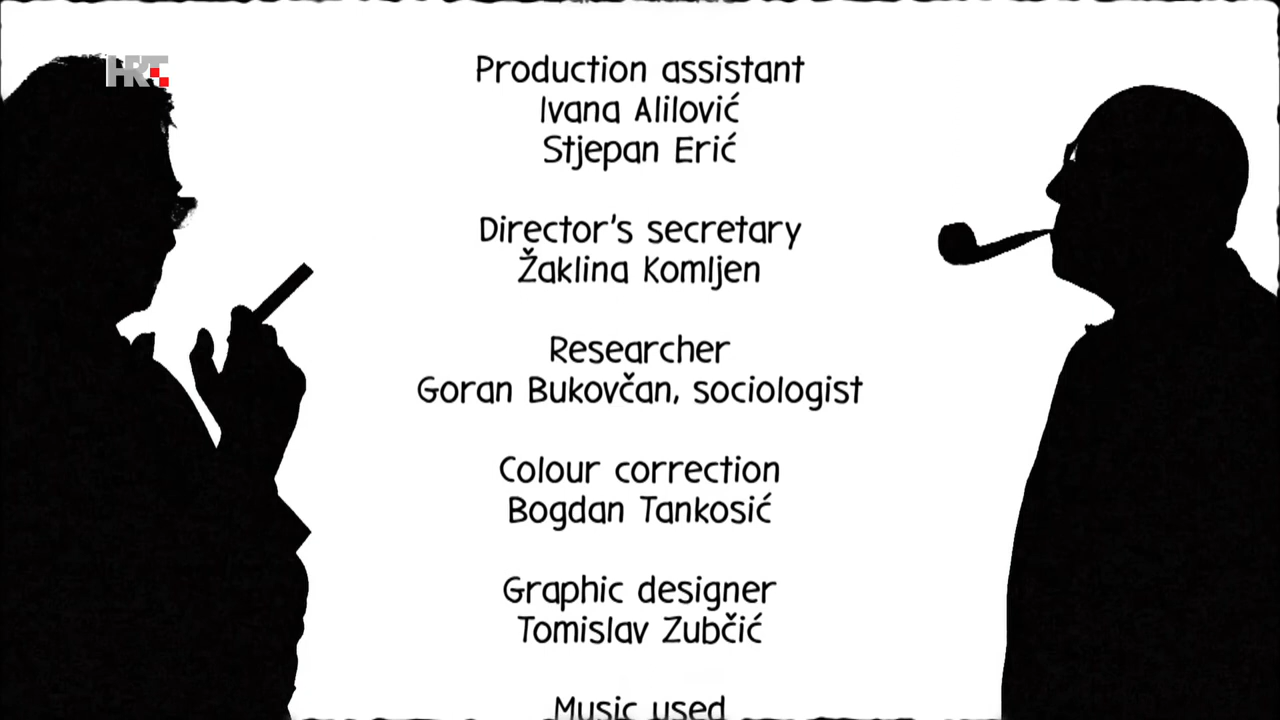 HRT
Production assistant
Ivana Alilović
Stjepan Erić
Director's secretary
Žaklina Komljen
Researcher
Goran Bukovčan, sociologist
Colour correction
Bogdan Tankosić
Graphic designer
Tomislav Zubčić
Music used